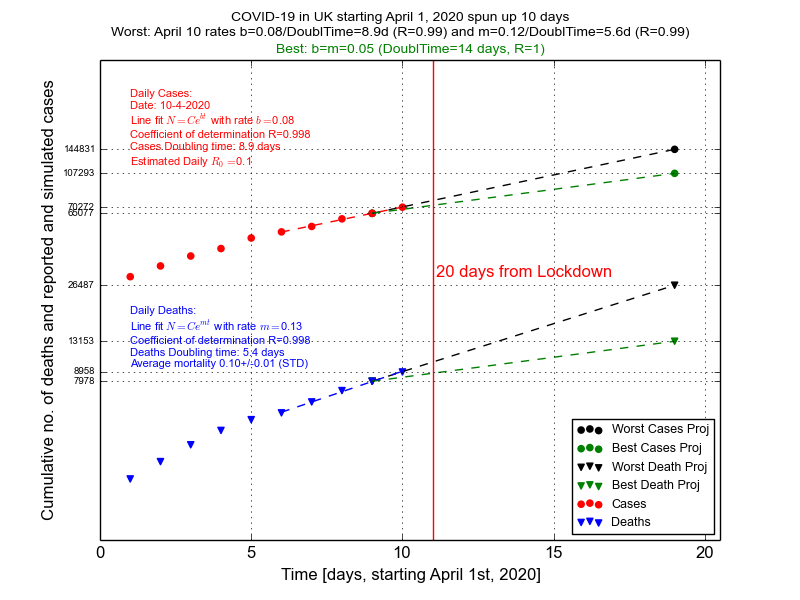 COVID-19 in UK starting April 1, 2020 spun up 10 days
Worst: April 10 rates b=0.08/DoublTime=8.9d (R=0.99) and m=0.12/DoublTime=5.6d (R=0.99)
Best: b=m=0.05 (DoublTime=14 days, R=1)
Cumulative no. of deaths and reported and simulated cases
Daily Cases:
Date: 10-4-2020
Line fit N=Ce^{bt} with rate b=0.08
Coefficient of determination R=0.998
Cases Doubling time: 8.9 days
Estimated Daily R_0=0.1
144831
107293
70272
65077
26487
13153
8958
7978
20 days from Lockdown
Daily Deaths:
Line fit N=Ce^{mt} with rate m=0.13
Coefficient of determination R=0.998
Deaths Doubling time: 5.4 days
Average mortality 0.10+/-0.01 (STD)
Worst Cases Proj
Best Cases Proj
Worst Death Proj
Best Death Proj
Cases
Deaths
0 5 10 15 20
Time [days, starting April 1st, 2020]